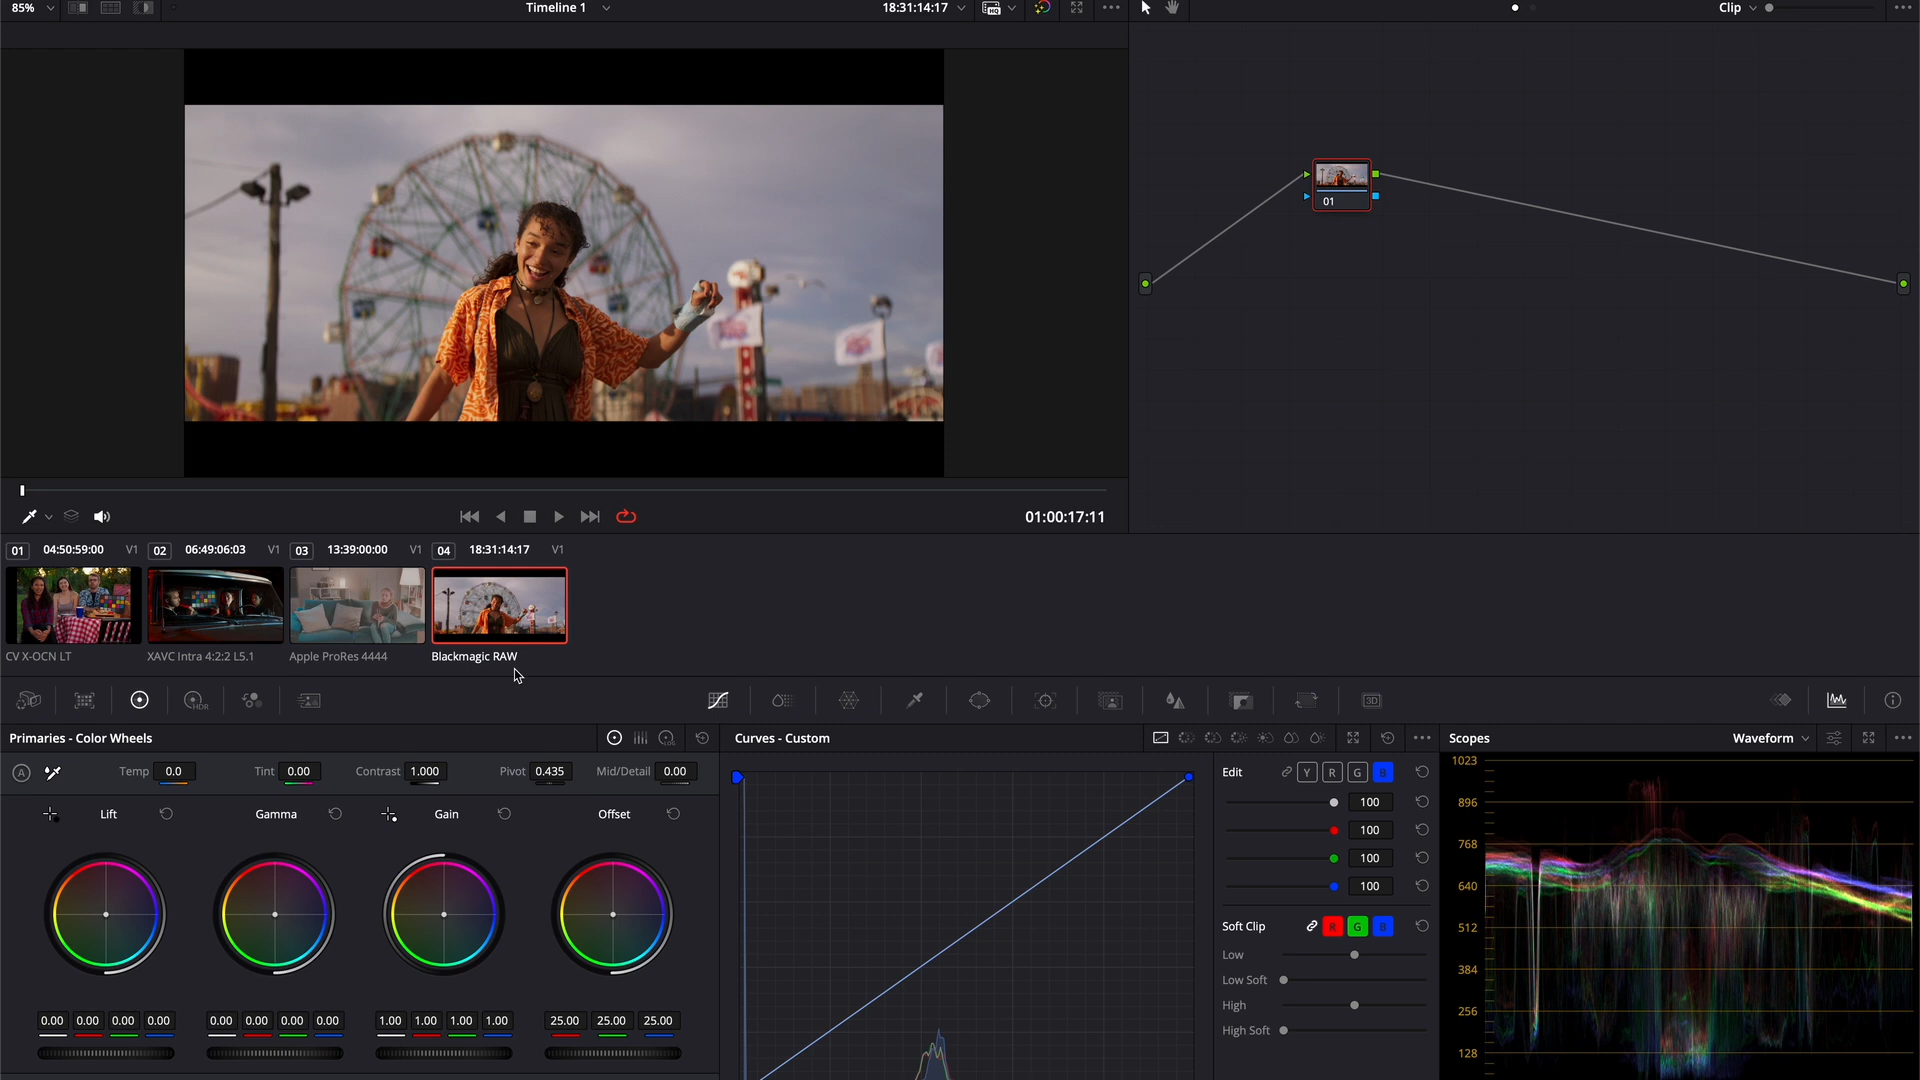 85%
Timeline 1
18:31:14:17
HQ
Clip
01
01:00:17:11
01 04:50:59:00 V1 02 06:49:06:03 V1 03 13:39:00:00 V1 04 18:31:14:17 V1
CV X-OCN LT
XAVC Intra 4:2:2 L5.1
Apple ProRes 4444
Blackmagic RAW
HDR
3D
Primaries - Color Wheels
LOG
A
Temp 0.0
Tint 0.00
Contrast 1.000
Pivot 0.435
Mid/Detail 0.00
Lift
Gamma
Gain
Offset
0.00 0.00 0.00 0.00
0.00 0.00 0.00 0.00
1.00 1.00 1.00 1.00
25.00 25.00 25.00
Curves - Custom
Edit Y R G B
100
100
100
100
Soft Clip R G B
Low
Low Soft
High
High Soft
Scopes
Waveform
1023
896
768
640
512
384
256
128